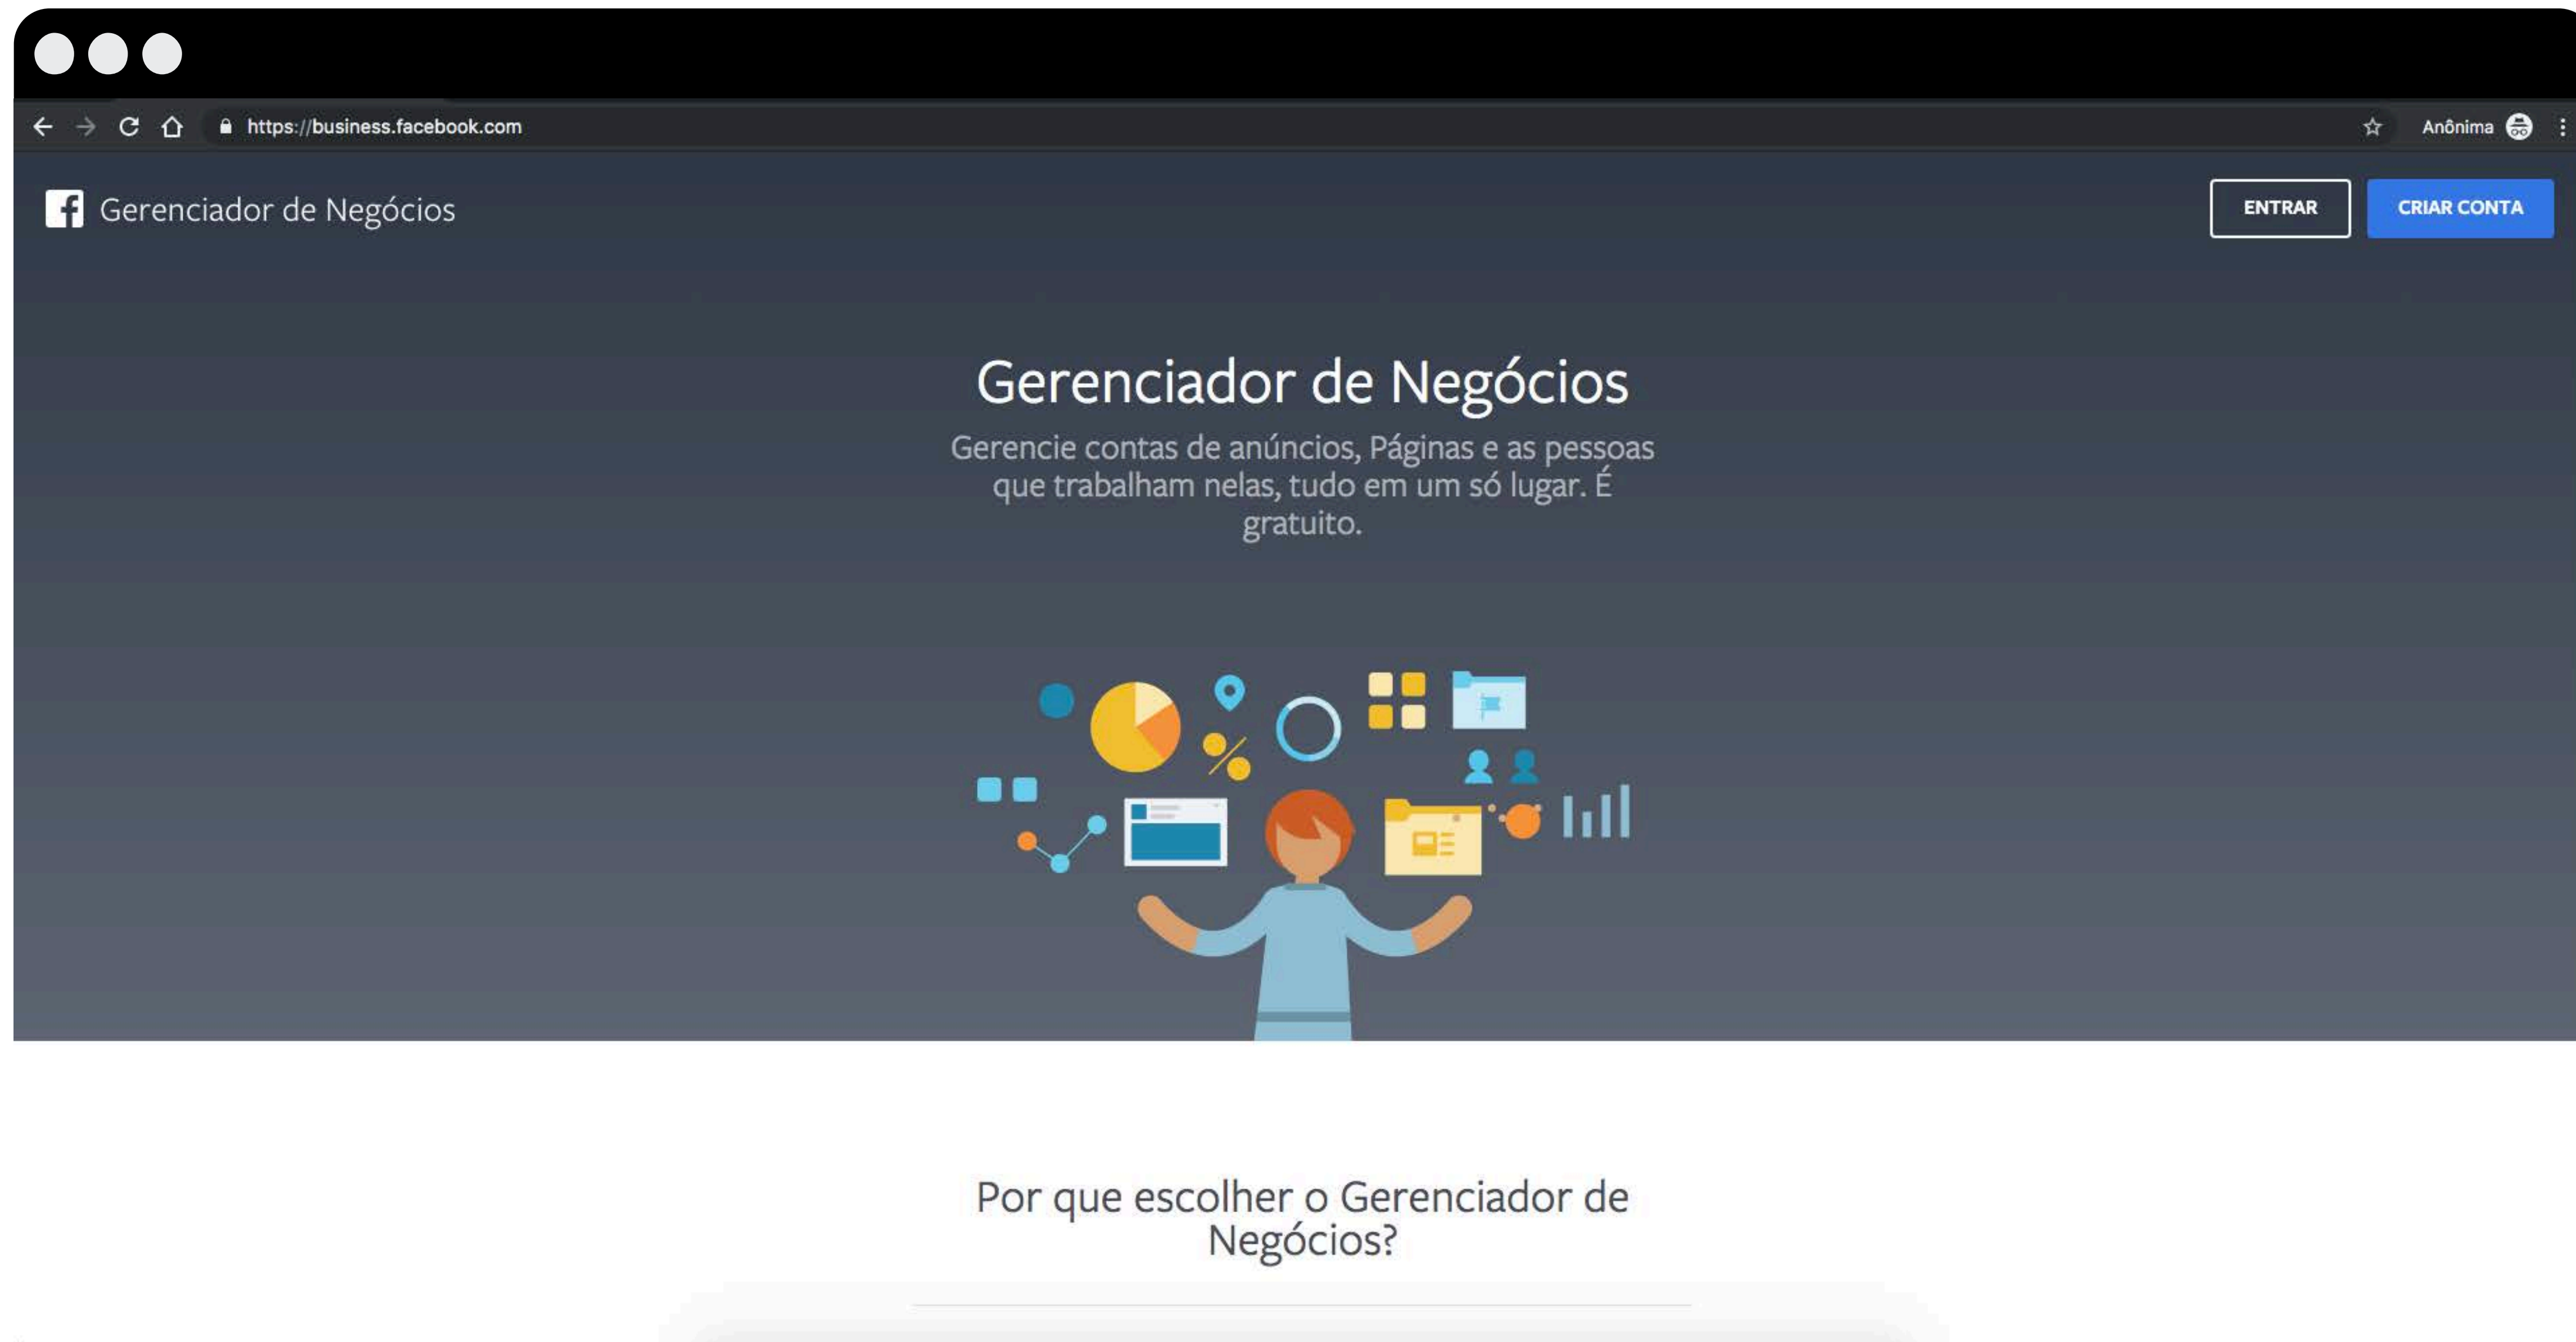 https://business.facebook.com
Anônima
Gerenciador de Negócios
ENTRAR
CRIAR CONTA
Gerenciador de Negócios
Gerencie contas de anúncios, Páginas e as pessoas
que trabalham nelas, tudo em um só lugar. É
gratuito.
Por que escolher o Gerenciador de
Negócios?